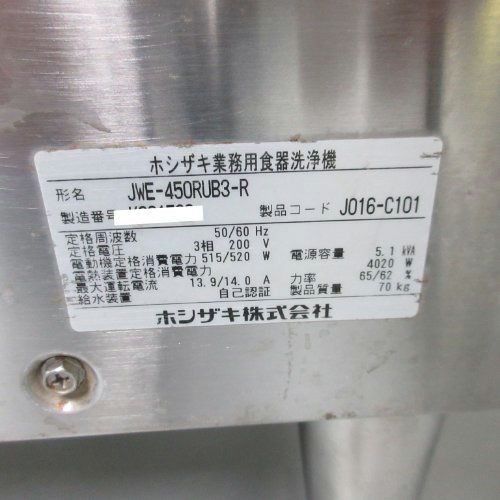 ホシザキ業務用食器洗浄機
形名 JWE-450RUB3-R
製造番号 製品コード J016-C101
定格周波数 50/60 Hz
定格電圧 3相 200 V 電源容量 5.1 kVA
電動機定格消費電力 515/520 W
電熱装置定格消費電力 4020 W
最大運転電流 13.9/14.0 A 力率 65/62 %
給水装置 自己認証 製品質量 70 kg
ホシザキ株式会社